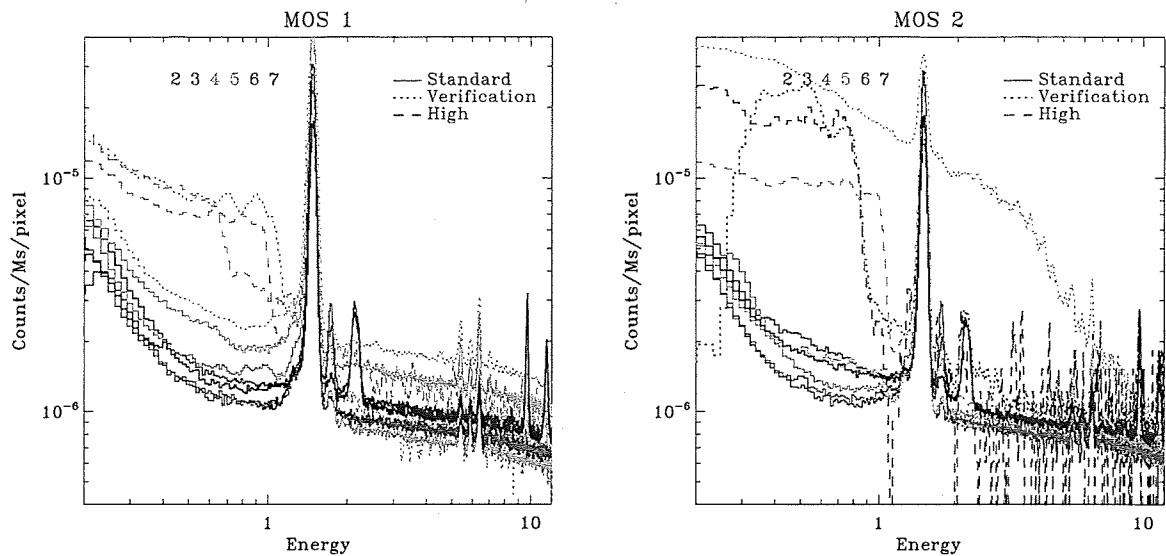 MOS 1
2 3 4 5 6 7
Standard
Verification
High
10^-5
10^-6
Counts/Ms/pixel
1
10
Energy
MOS 2
2 3 4 5 6 7
Standard
Verification
High
10^-5
10^-6
Counts/Ms/pixel
1
10
Energy